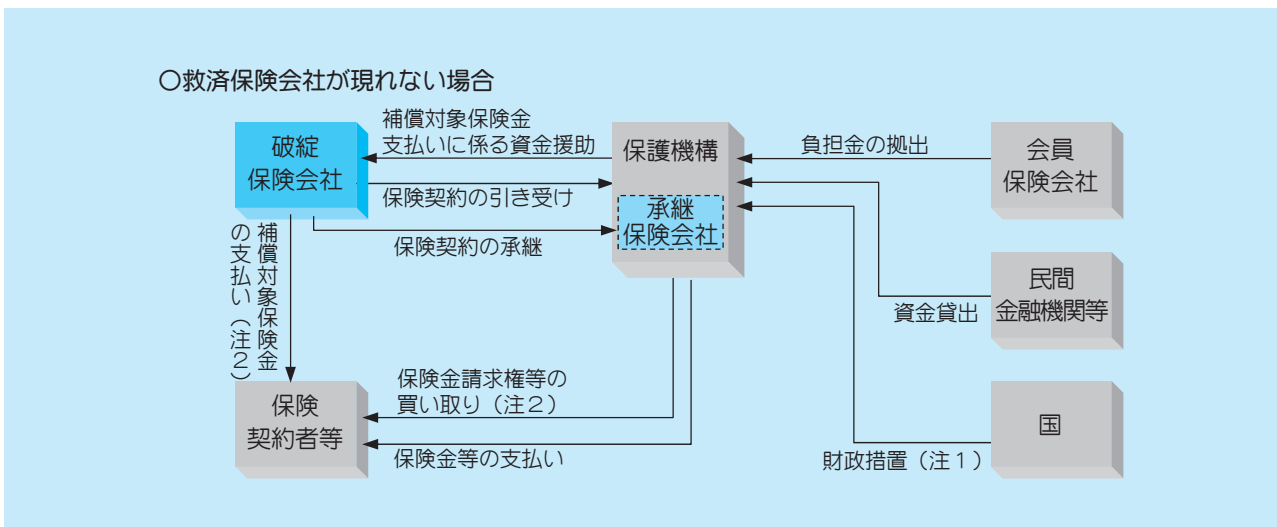 ○救済保険会社が現れない場合
破綻
保険会社
補償対象保険金
支払いに係る資金援助
保険契約の引き受け
保険契約の承継
保護機構
承継
保険会社
負担金の拠出
会員
保険会社
民間
金融機関等
資金貸出
国
財政措置（注１）
補償対象保険金
の支払い（注２）
保険金請求権等の
買い取り（注２）
保険
契約者等
保険金等の支払い